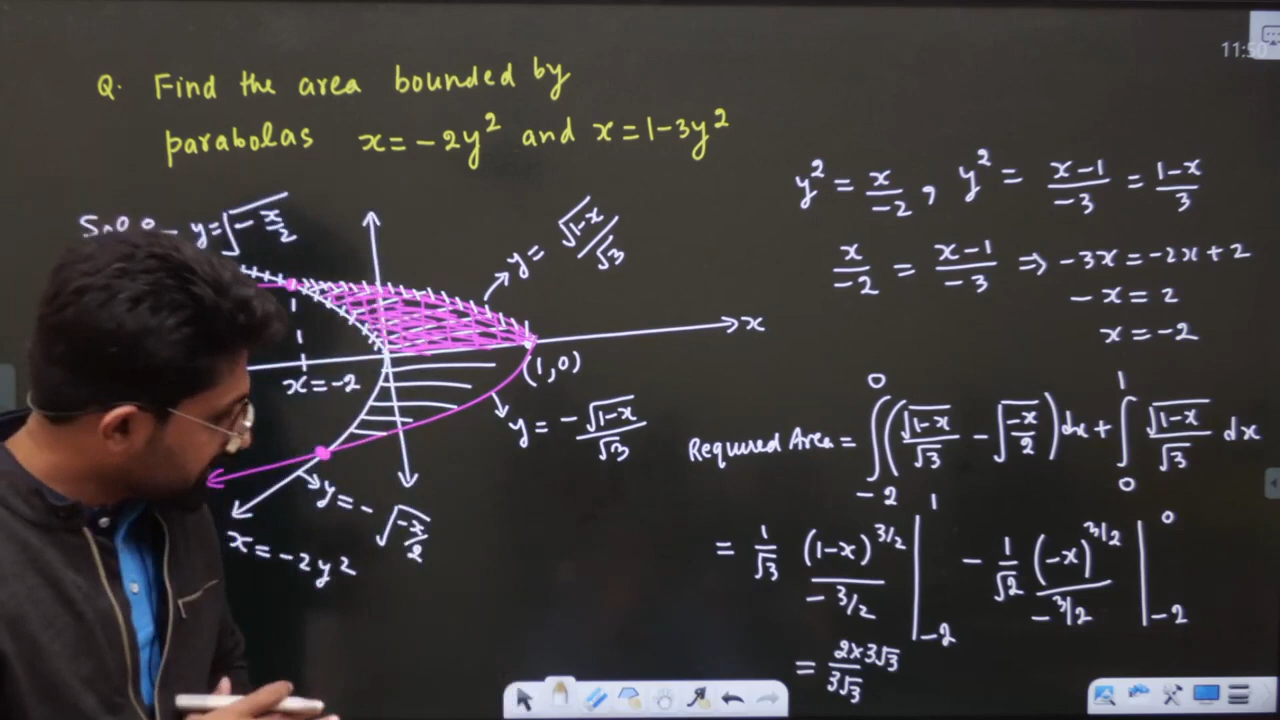 11:50
Q. Find the area bounded by
parabolas x=-2y² and x=1-3y²
y=√(-x/2)
y=√(1-x)/√3
x
x=-2
(1,0)
y=-√(1-x)/√3
y=-√(-x/2)
x=-2y²
y²=x/-2, y²=(x-1)/-3=(1-x)/3
x/-2=(x-1)/-3⇒-3x=-2x+2
-x=2
x=-2
Required Area=∫_{-2}^{0}(√(1-x)/√3-√(-x/2))dx+∫_{0}^{1}√(1-x)/√3 dx
=1/√3 (1-x)^{3/2}/(-3/2)|_{-2}^{1} -1/√2 (-x)^{3/2}/(-3/2)|_{-2}^{0}
=2×3√3/3√3